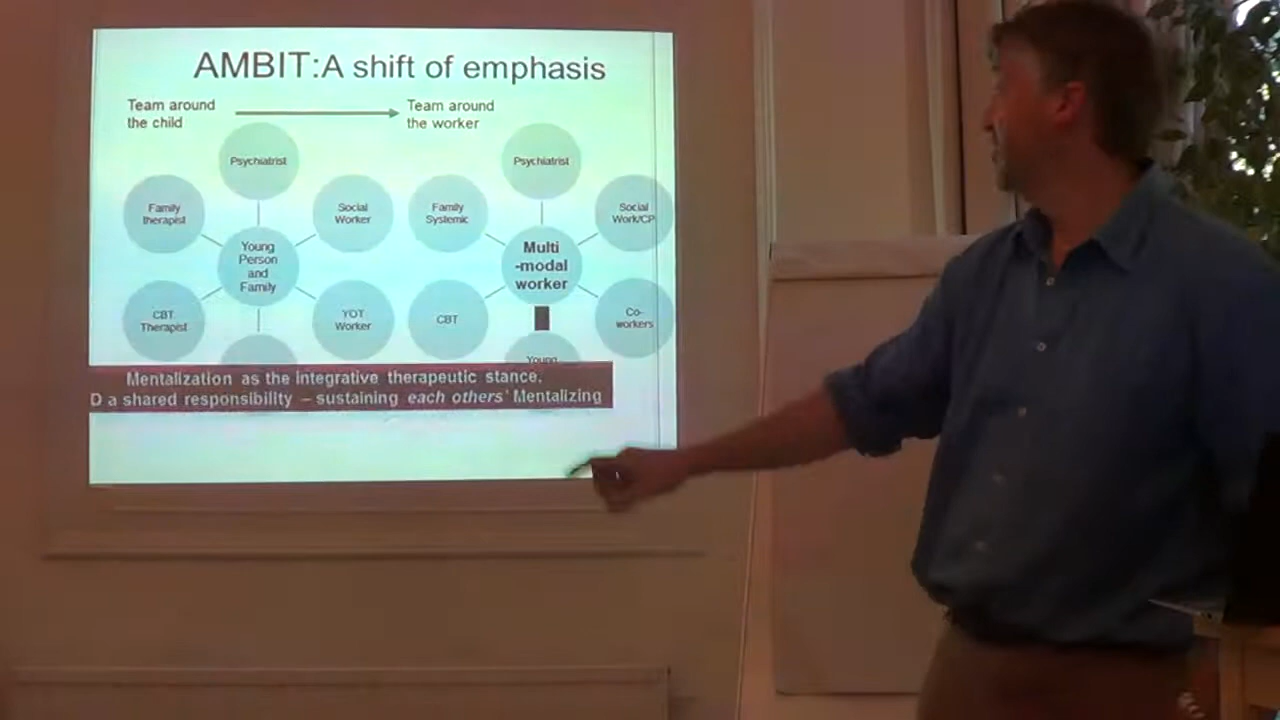 AMBIT:A shift of emphasis
Team around
the child
Team around
the worker
Psychiatrist
Family
therapist
Social
Worker
Young
Person
and
Family
CBT
Therapist
YOT
Worker
Psychiatrist
Family
Systemic
Social
Work/CP
Multi
-modal
worker
CBT
Co-
workers
Young
Mentalization as the integrative therapeutic stance.
D a shared responsibility – sustaining each others' Mentalizing